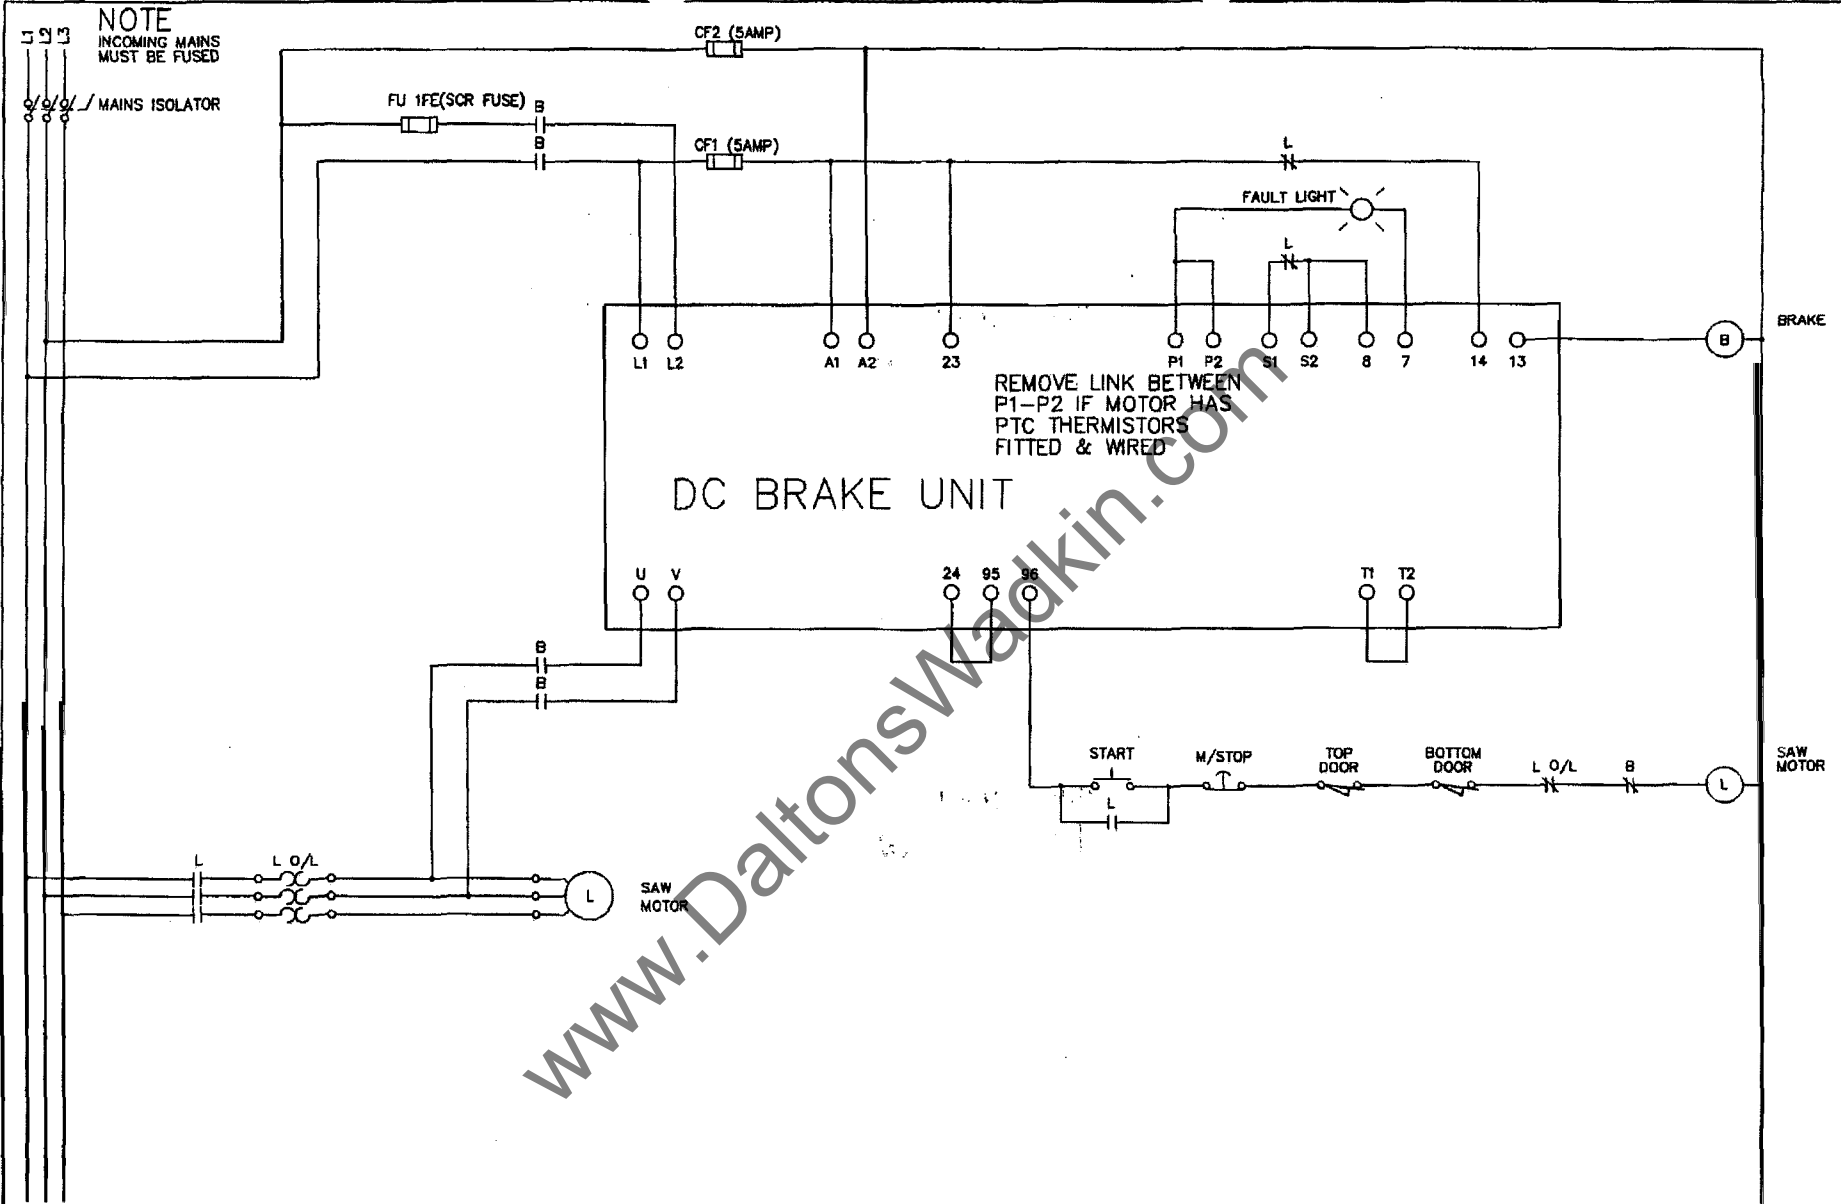 NOTE
INCOMING MAINS
MUST BE FUSED
L1 L2 L3
MAINS ISOLATOR
CF2 (5AMP)
FU 1FE(SCR FUSE)
B
B
CF1 (5AMP)
L
FAULT LIGHT
L
BRAKE
B
L1 L2 A1 A2 23 P1 P2 S1 S2 8 7 14 13
REMOVE LINK BETWEEN
P1-P2 IF MOTOR HAS
PTC THERMISTORS
FITTED & WIRED
DC BRAKE UNIT
U V 24 95 96 T1 T2
B
B
START M/STOP TOP DOOR BOTTOM DOOR L O/L B
L
L
SAW
MOTOR
L L O/L
L
SAW
MOTOR
www.DaltonsWadkin.com